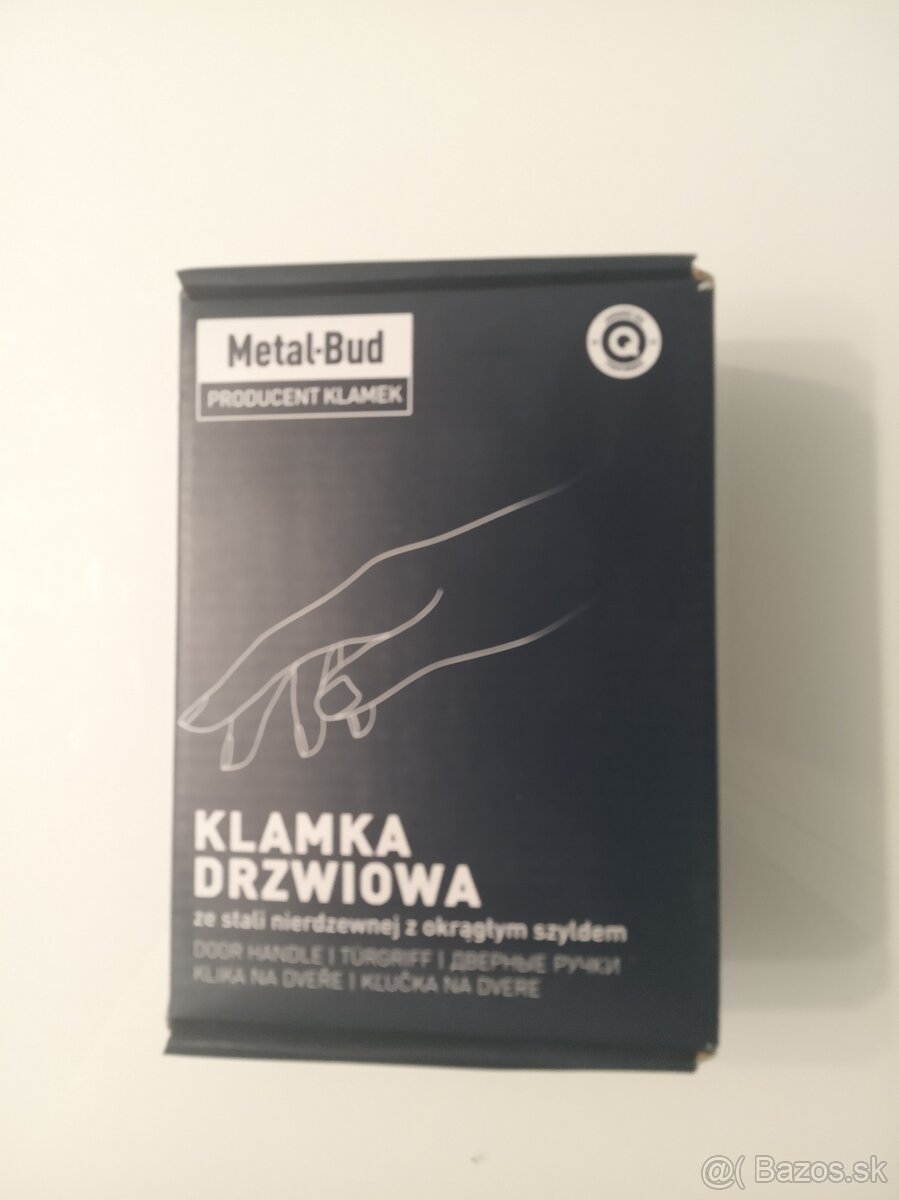 Metal-Bud
PRODUCENT KLAMEK
Q
KLAMKA
DRZWIOWA
ze stali nierdzewnej z okrągłym szyldem
DOOR HANDLE | TÜRGRIFF | ДВЕРНЫЕ РУЧКИ
KLIKA NA DVEŘE | KĽUČKA NA DVERE
@( Bazos.sk